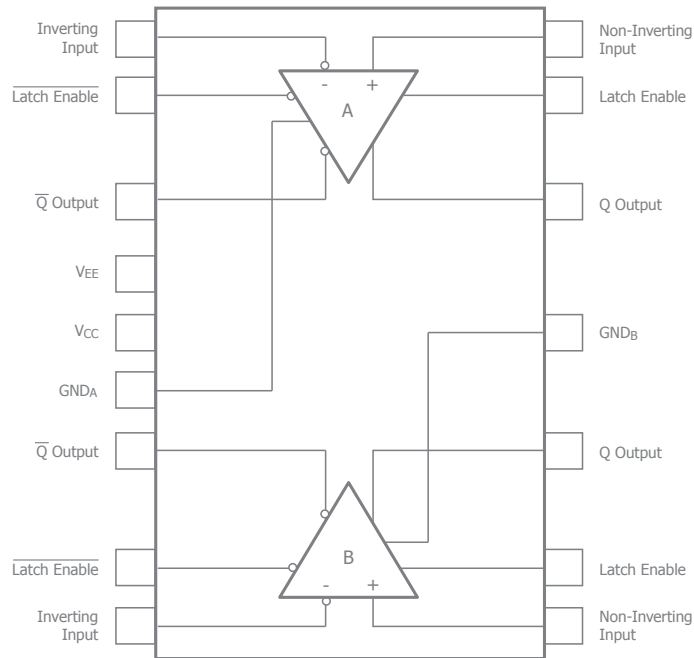 Inverting
Input
Non-Inverting
Input
- +
Latch Enable
Latch Enable
A
Q Output
Q Output
VEE
VCC
GNDB
GNDA
Q Output
Q Output
B
Latch Enable
Latch Enable
- +
Inverting
Input
Non-Inverting
Input